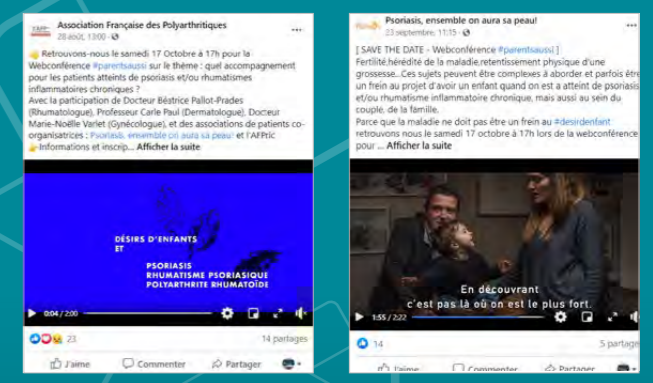 Association Française des Polyarthritiques
28 août, 13:00
Retrouvons-nous le samedi 17 Octobre à 17h pour la
Webconférence #parentsaussi sur le thème : quel accompagnement
pour les patients atteints de psoriasis et/ou rhumatismes
inflammatoires chroniques ?
Avec la participation de Docteur Béatrice Pallot-Prades
(Rhumatologue), Professeur Carle Paul (Dermatologue), Docteur
Marie-Noëlle Varlet (Gynécologue), et des associations de patients co-
organisatrices : Psoriasis, ensemble on aura sa peau! et l'AFPric
Informations et inscrip... Afficher la suite
DÉSIRS D'ENFANTS
ET
PSORIASIS
RHUMATISME PSORIASIQUE
POLYARTHRITE RHUMATOÏDE
0:04 / 2:00
23
14 partages
J'aime
Commenter
Partager
Psoriasis, ensemble on aura sa peau!
23 septembre, 11:15
[ SAVE THE DATE - Webconférence #parentsaussi ]
Fertilité,hérédité de la maladie,retentissement physique d'une
grossesse...Ces sujets peuvent être complexes à aborder et parfois être
un frein au projet d'avoir un enfant quand on est a atteint de psoriasis
et/ou rhumatisme inflammatoire chronique, mais aussi au sein du
couple, de la famille.
Parce que la maladie ne doit pas être un frein au #desirdenfant
retrouvons nous le samedi 17 octobre à 17h lors de la webconférence
pour ... Afficher la suite
En découvrant
c'est pas là où on est le plus fort.
1:55 / 2:22
14
5 partage
J'aime
Commenter
Partager